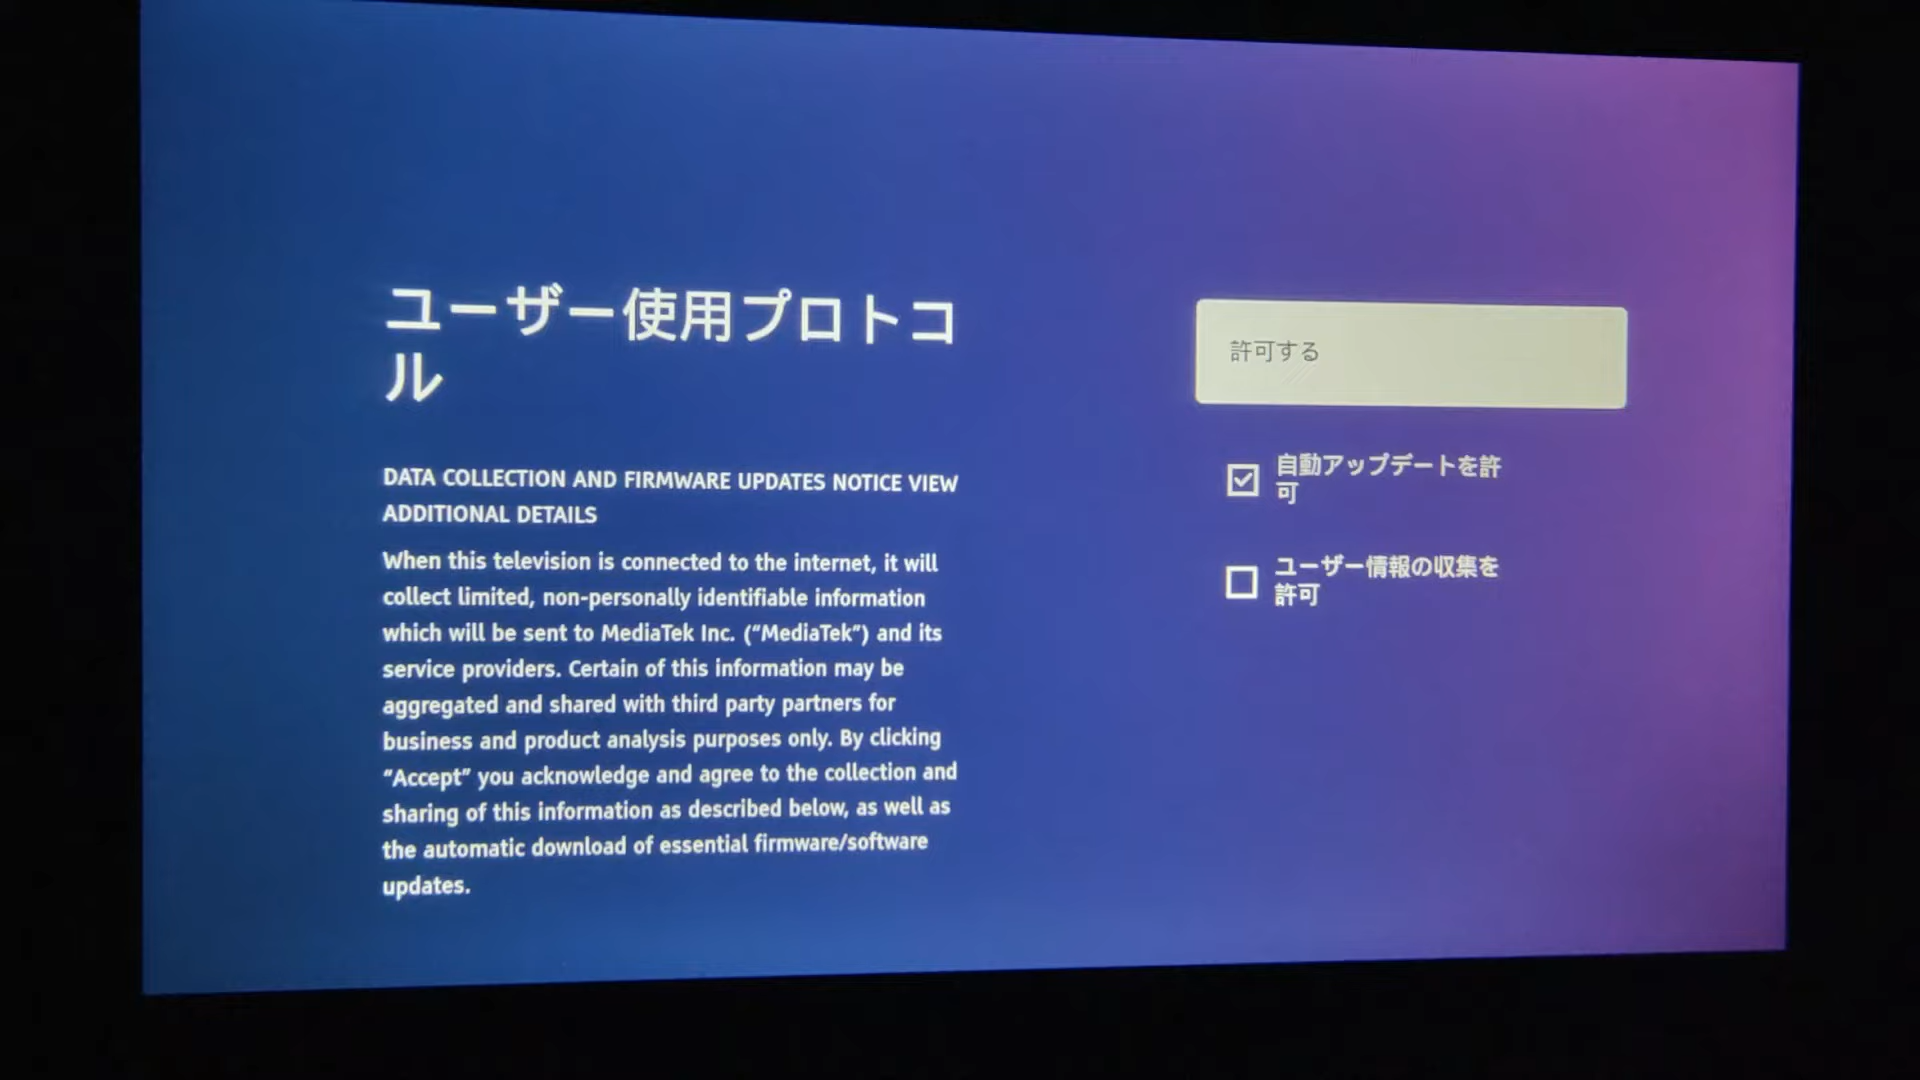 ユーザー使用プロトコ
ル
DATA COLLECTION AND FIRMWARE UPDATES NOTICE VIEW
ADDITIONAL DETAILS
When this television is connected to the internet, it will
collect limited, non-personally identifiable information
which will be sent to MediaTek Inc. (“MediaTek”) and its
service providers. Certain of this information may be
aggregated and shared with third party partners for
business and product analysis purposes only. By clicking
“Accept” you acknowledge and agree to the collection and
sharing of this information as described below, as well as
the automatic download of essential firmware/software
updates.
許可する
自動アップデートを許
可
ユーザー情報の収集を
許可